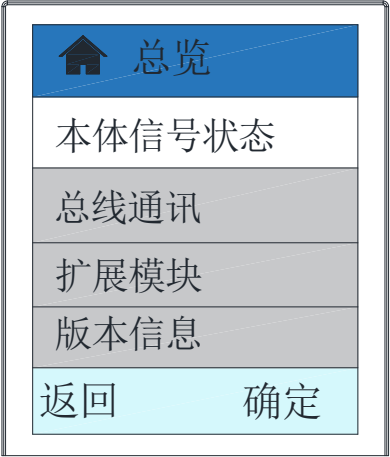 总览
本体信号状态
总线通讯
扩展模块
版本信息
返回 确定